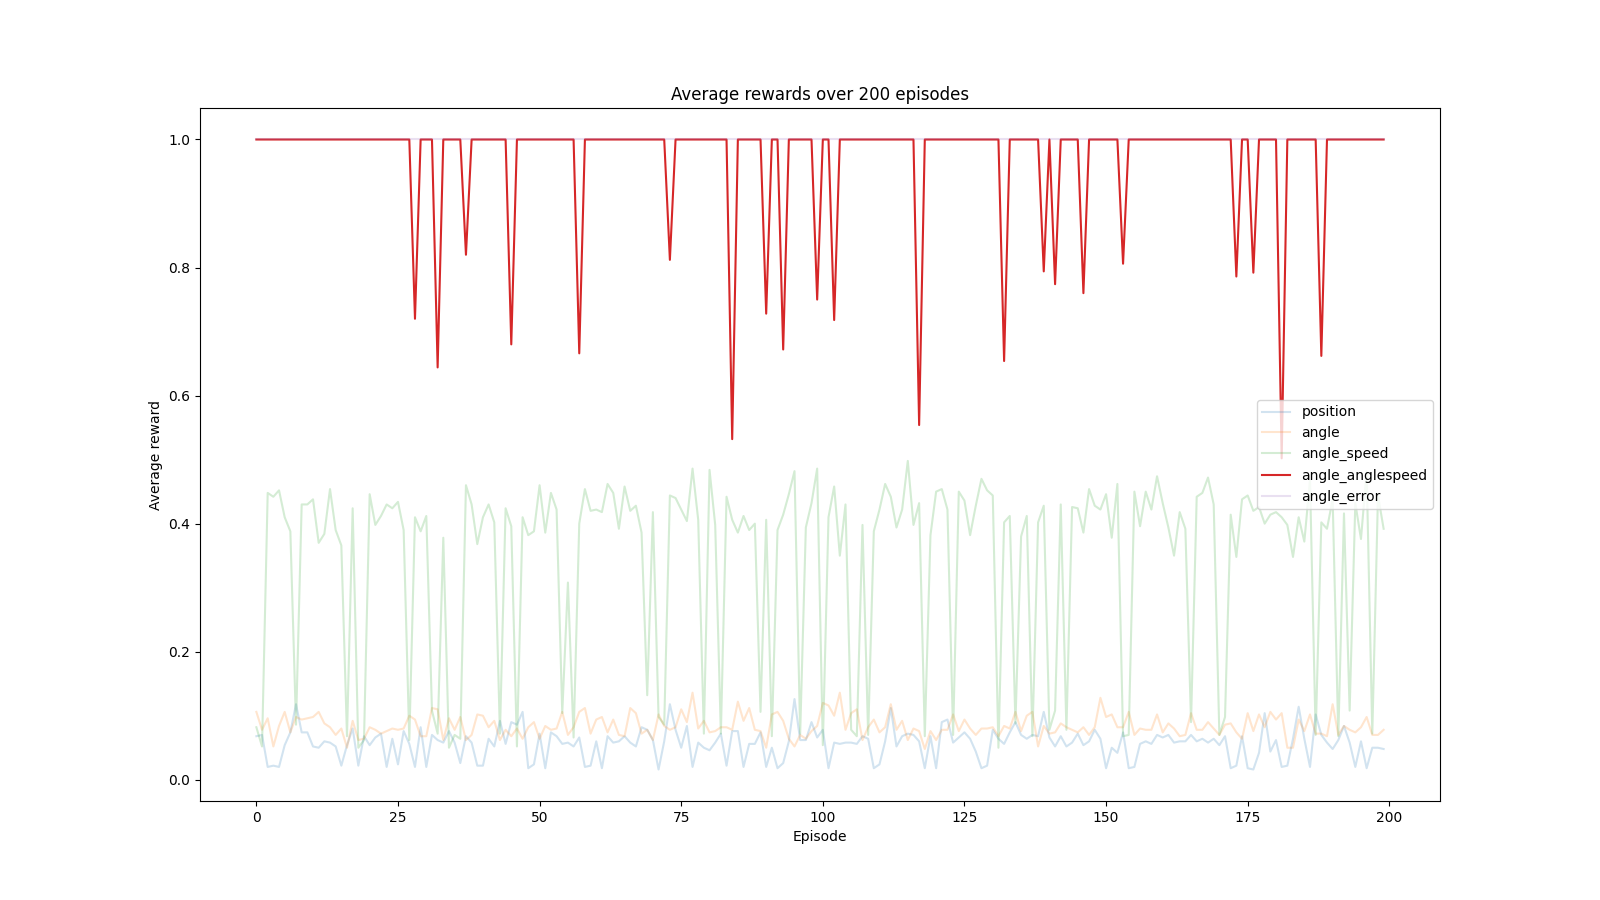 Average rewards over 200 episodes
1.0
0.8
0.6
0.4
0.2
0.0
Average reward
position
angle
angle_speed
angle_anglespeed
angle_error
0 25 50 75 100 125 150 175 200
Episode